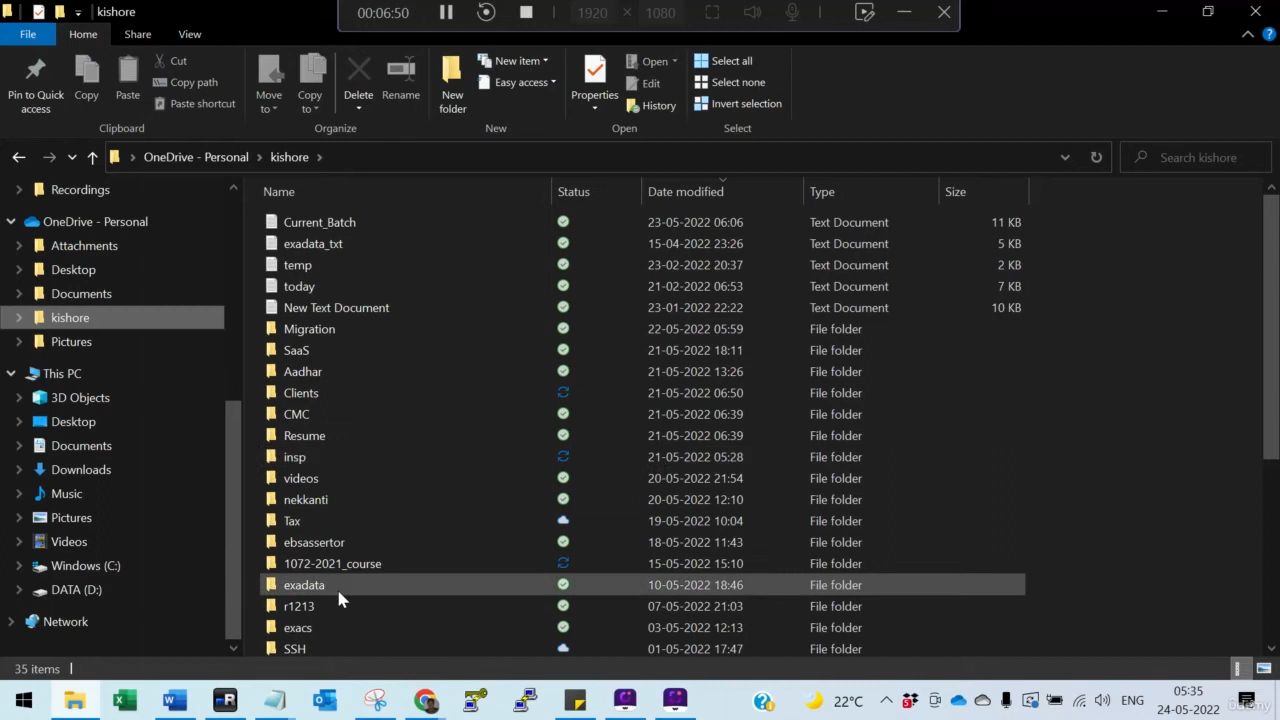 kishore
00:06:50 1920 × 1080
File Home Share View
Pin to Quick access
Copy
Paste
Cut
Copy path
Paste shortcut
Clipboard
Move to
Copy to
Delete
Rename
Organize
New folder
New item
Easy access
New
Properties
Open
Edit
History
Open
Select all
Select none
Invert selection
Select
OneDrive - Personal › kishore ›
Search kishore
Recordings
OneDrive - Personal
Attachments
Desktop
Documents
kishore
Pictures
This PC
3D Objects
Desktop
Documents
Downloads
Music
Pictures
Videos
Windows (C:)
DATA (D:)
Network
Name Status Date modified Type Size
Current_Batch 23-05-2022 06:06 Text Document 11 KB
exadata_txt 15-04-2022 23:26 Text Document 5 KB
temp 23-02-2022 20:37 Text Document 2 KB
today 21-02-2022 06:53 Text Document 7 KB
New Text Document 23-01-2022 22:22 Text Document 10 KB
Migration 22-05-2022 05:59 File folder
SaaS 21-05-2022 18:11 File folder
Aadhar 21-05-2022 13:26 File folder
Clients 21-05-2022 06:50 File folder
CMC 21-05-2022 06:39 File folder
Resume 21-05-2022 06:39 File folder
insp 21-05-2022 05:28 File folder
videos 20-05-2022 21:54 File folder
nekkanti 20-05-2022 12:10 File folder
Tax 19-05-2022 10:04 File folder
ebsassertor 18-05-2022 11:43 File folder
1072-2021_course 15-05-2022 15:10 File folder
exadata 10-05-2022 18:46 File folder
r1213 07-05-2022 21:03 File folder
exacs 03-05-2022 12:13 File folder
SSH 01-05-2022 17:47 File folder
35 items
22°C ENG 05:35
24-05-2022
Udemy